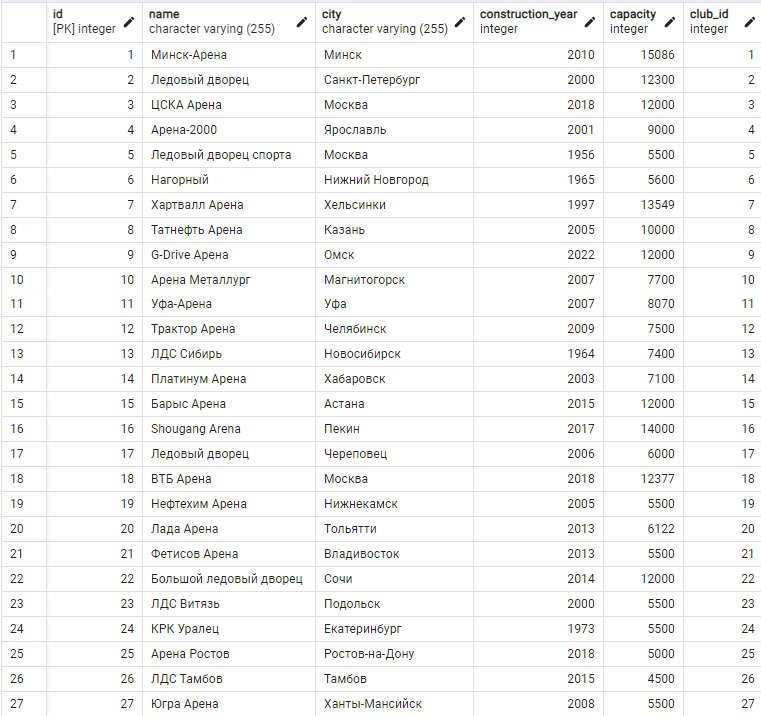 id name city construction_year capacity club_id
[PK] integer character varying (255) character varying (255) integer integer integer
1 1 Минск-Арена Минск 2010 15086 1
2 2 Ледовый дворец Санкт-Петербург 2000 12300 2
3 3 ЦСКА Арена Москва 2018 12000 3
4 4 Арена-2000 Ярославль 2001 9000 4
5 5 Ледовый дворец спорта Москва 1956 5500 5
6 6 Нагорный Нижний Новгород 1965 5600 6
7 7 Хартвалл Арена Хельсинки 1997 13549 7
8 8 Татнефть Арена Казань 2005 10000 8
9 9 G-Drive Арена Омск 2022 12000 9
10 10 Арена Металлург Магнитогорск 2007 7700 10
11 11 Уфа-Арена Уфа 2007 8070 11
12 12 Трактор Арена Челябинск 2009 7500 12
13 13 ЛДС Сибирь Новосибирск 1964 7400 13
14 14 Платинум Арена Хабаровск 2003 7100 14
15 15 Барыс Арена Астана 2015 12000 15
16 16 Shougang Arena Пекин 2017 14000 16
17 17 Ледовый дворец Череповец 2006 6000 17
18 18 ВТБ Арена Москва 2018 12377 18
19 19 Нефтехим Арена Нижнекамск 2005 5500 19
20 20 Лада Арена Тольятти 2013 6122 20
21 21 Фетисов Арена Владивосток 2013 5500 21
22 22 Большой ледовый дворец Сочи 2014 12000 22
23 23 ЛДС Витязь Подольск 2000 5500 23
24 24 КРК Уралец Екатеринбург 1973 5500 24
25 25 Арена Ростов Ростов-на-Дону 2018 5000 25
26 26 ЛДС Тамбов Тамбов 2015 4500 26
27 27 Югра Арена Ханты-Мансийск 2008 5500 27